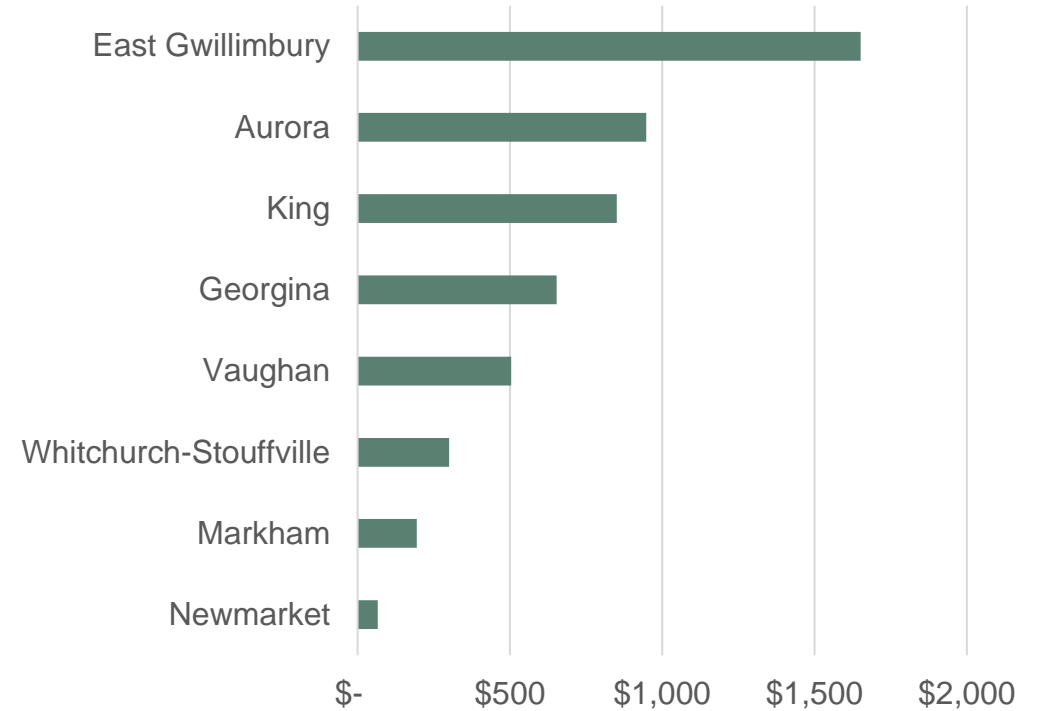 East Gwillimbury
Aurora
King
Georgina
Vaughan
Whitchurch-Stouffville
Markham
Newmarket
$- $500 $1,000 $1,500 $2,000